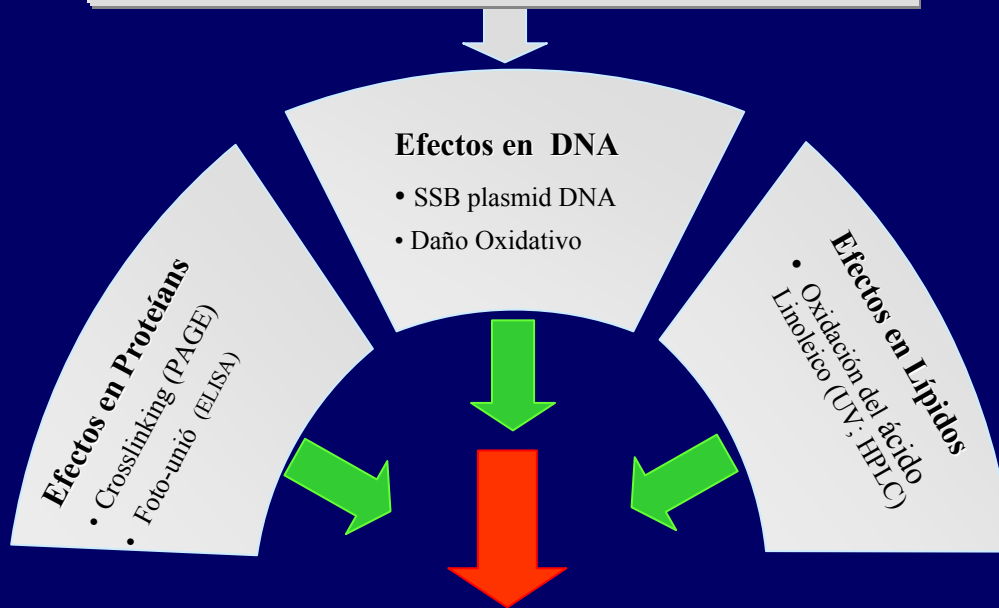 Efectos en Proteíans
• Crosslinking (PAGE)
• Foto-unió (ELISA)
Efectos en DNA
• SSB plasmid DNA
• Daño Oxidativo
Efectos en Lípidos
• Oxidación del ácido
Linoleico (UV; HPLC)